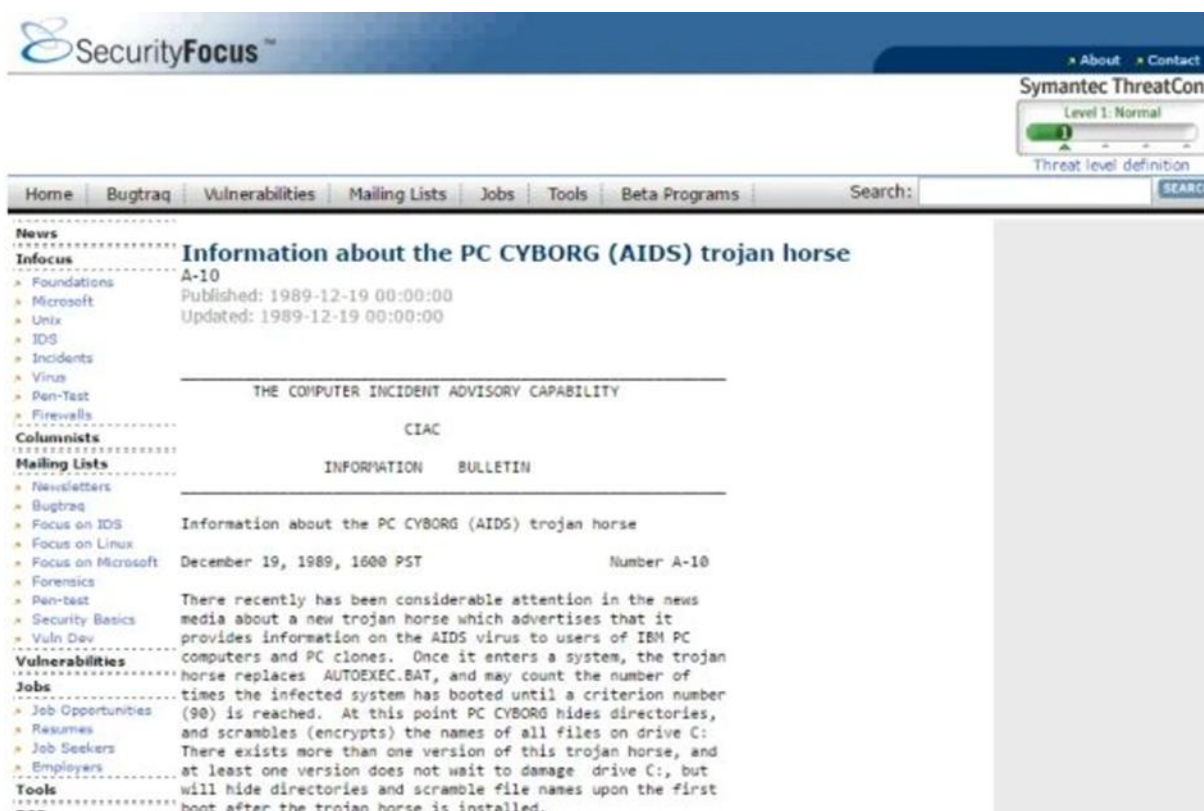 SecurityFocus ™
About Contact
Symantec ThreatCon
Level 1: Normal
1
Threat level definition
Home Bugtraq Vulnerabilities Mailing Lists Jobs Tools Beta Programs Search:
News
Infocus
Foundations
Microsoft
Unix
IDS
Incidents
Virus
Pen-Test
Firewalls
Columnists
Mailing Lists
Newsletters
Bugtraq
Focus on IDS
Focus on Linux
Focus on Microsoft
Forensics
Pen-test
Security Basics
Vuln Dev
Vulnerabilities
Jobs
Job Opportunities
Resumes
Job Seekers
Employers
Tools
Information about the PC CYBORG (AIDS) trojan horse
A-10
Published: 1989-12-19 00:00:00
Updated: 1989-12-19 00:00:00
THE COMPUTER INCIDENT ADVISORY CAPABILITY
CIAC
INFORMATION BULLETIN
Information about the PC CYBORG (AIDS) trojan horse
December 19, 1989, 1600 PST Number A-10
There recently has been considerable attention in the news
media about a new trojan horse which advertises that it
provides information on the AIDS virus to users of IBM PC
computers and PC clones. Once it enters a system, the trojan
horse replaces AUTOEXEC.BAT, and may count the number of
times the infected system has booted until a criterion number
(90) is reached. At this point PC CYBORG hides directories,
and scrambles (encrypts) the names of all files on drive C:
There exists more than one version of this trojan horse, and
at least one version does not wait to damage drive C:, but
will hide directories and scramble file names upon the first
boot after the trojan horse is installed.